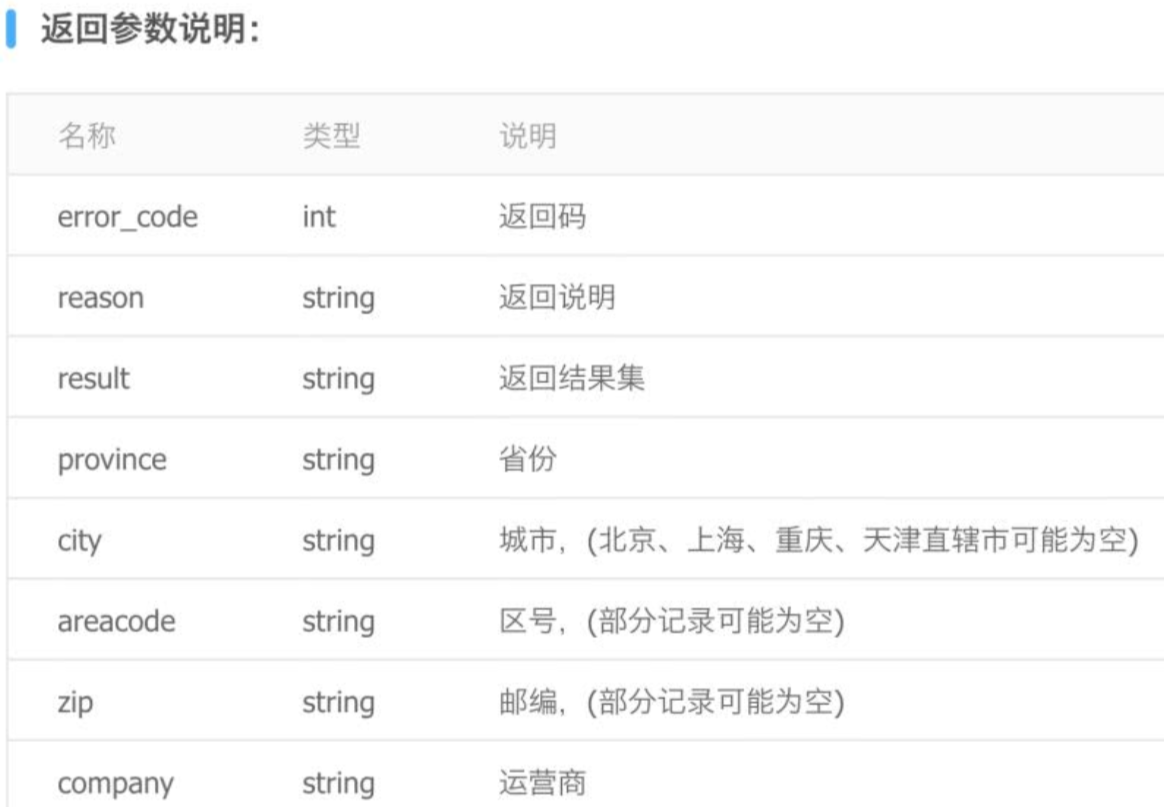 返回参数说明：
名称 类型 说明
error_code int 返回码
reason string 返回说明
result string 返回结果集
province string 省份
city string 城市，(北京、上海、重庆、天津直辖市可能为空)
areacode string 区号，(部分记录可能为空)
zip string 邮编，(部分记录可能为空)
company string 运营商